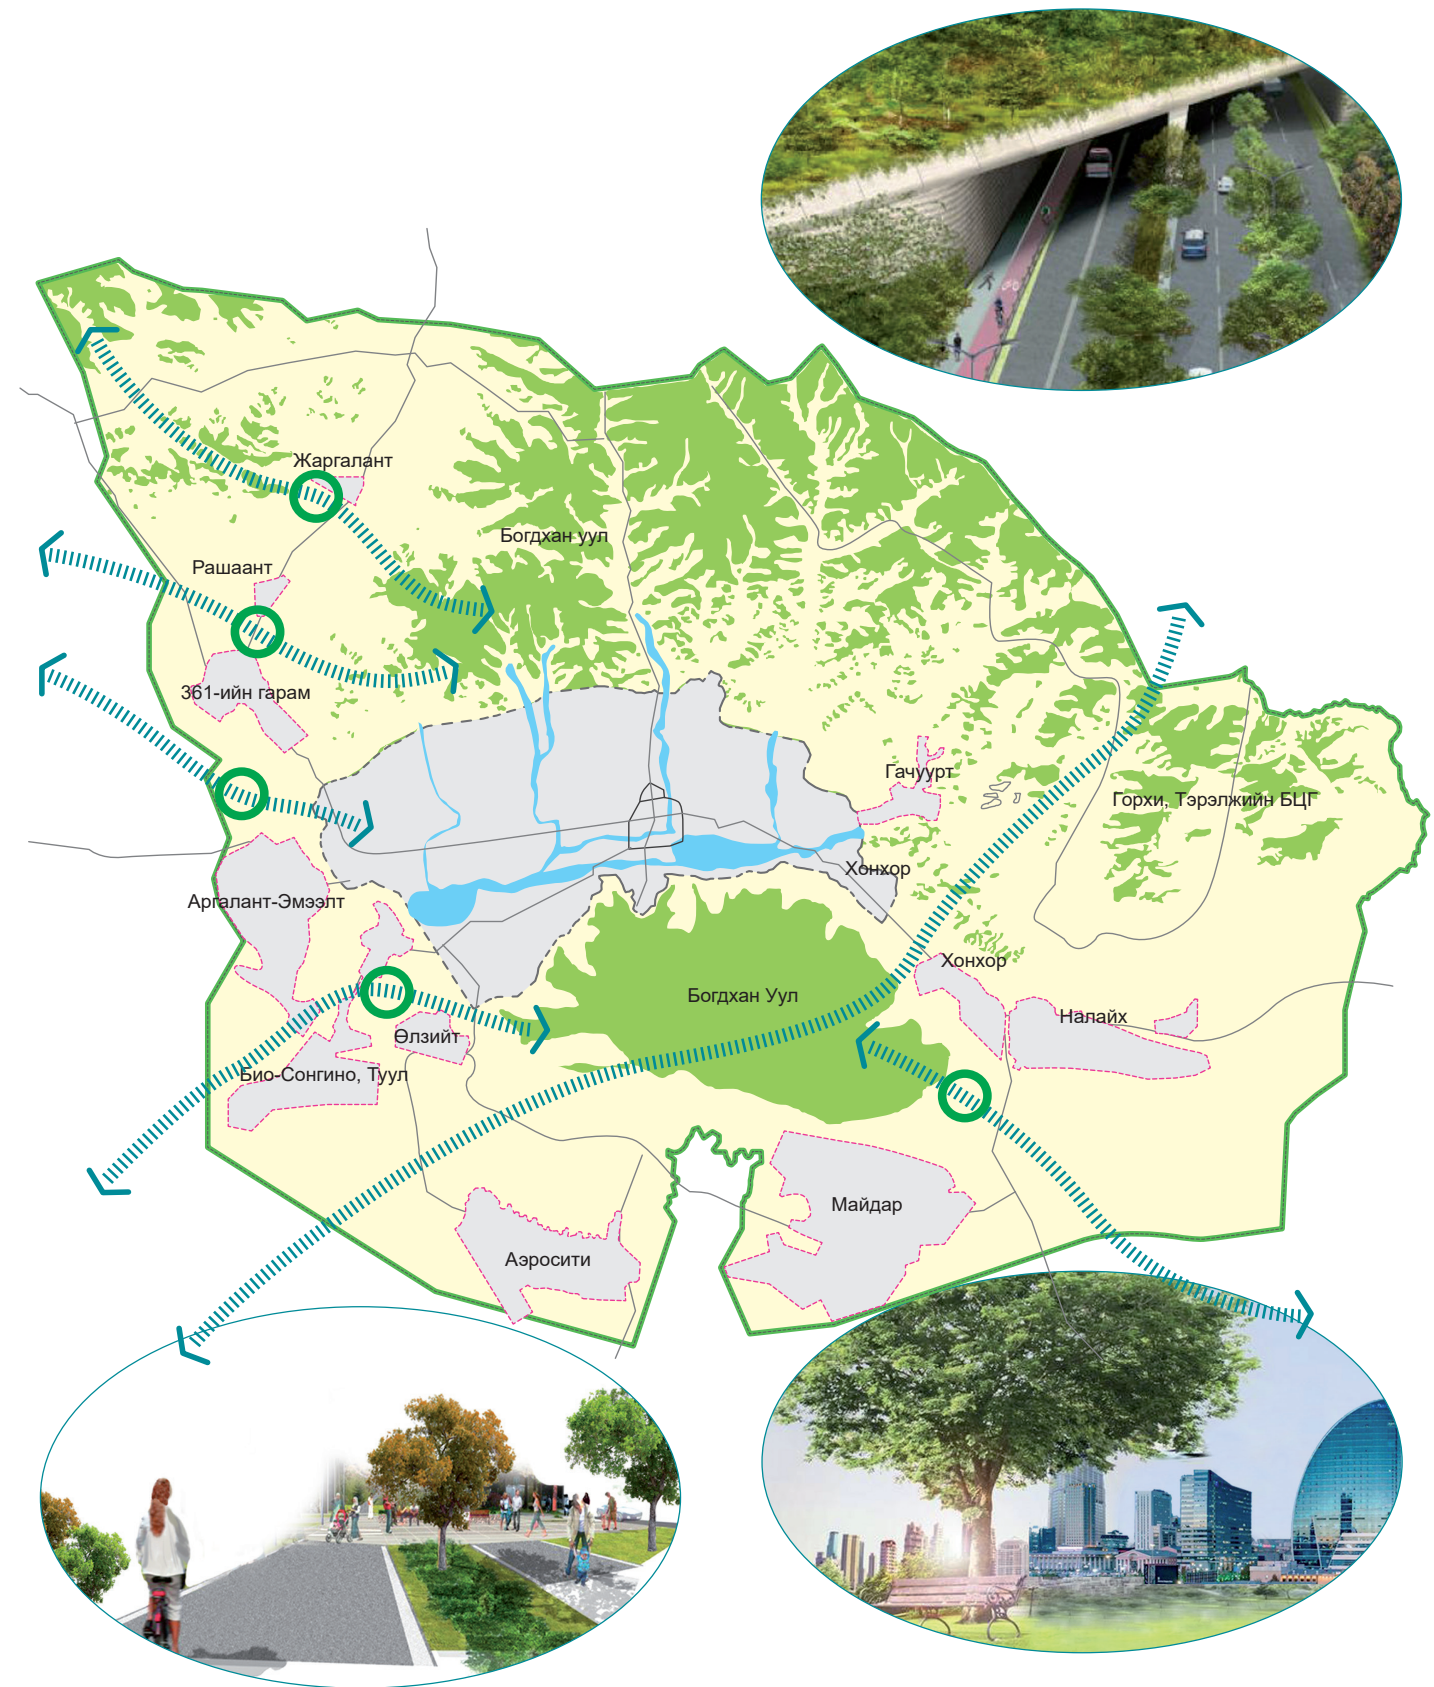 Жаргалант
Богдхан уул
Рашаант
361-ийн гарам
Гачуурт
Горхи, Тэрэлжийн БЦГ
Хонхор
Аргалант-Эмээлт
Хонхор
Богдхан Уул
Налайх
Өлзийт
Био-Сонгино, Туул
Майдар
Аэросити